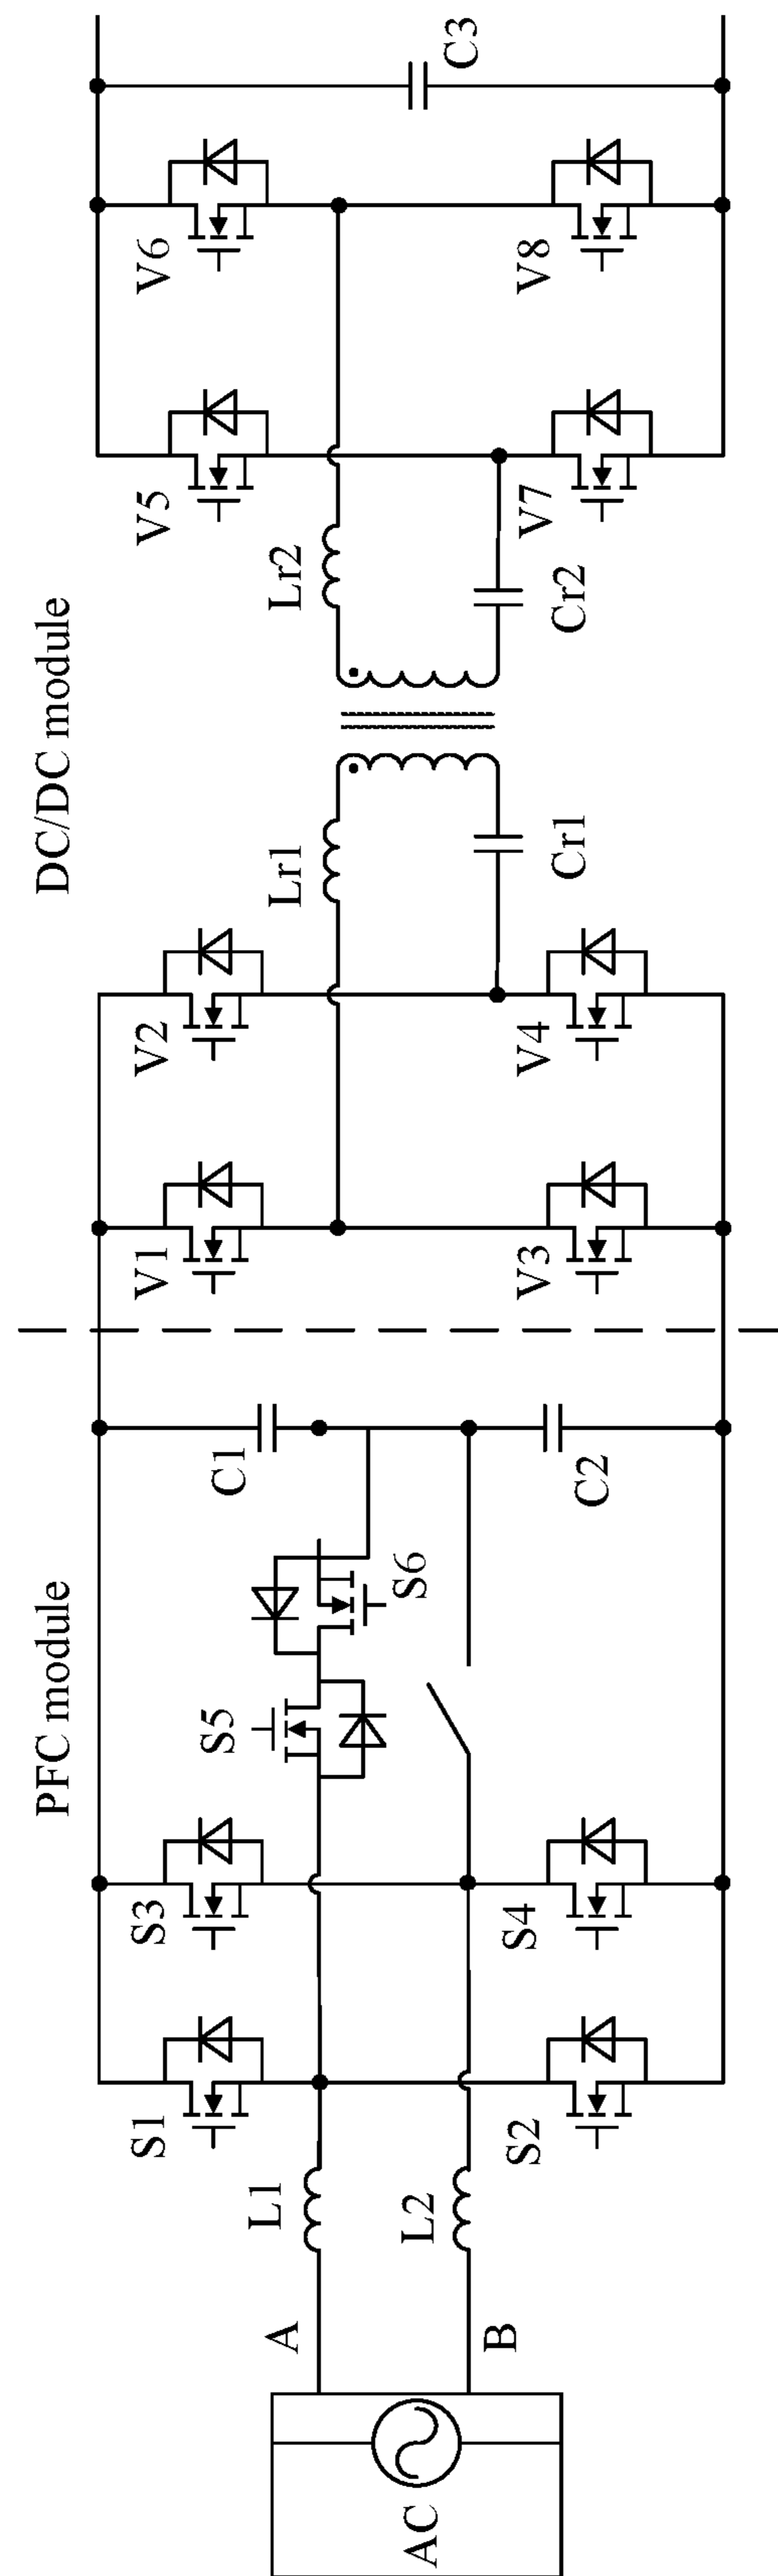 PFC module
DC/DC module
AC
A
B
L1
L2
S1
S2
S3
S4
S5
S6
C1
C2
V1
V3
V2
V4
Lr1
Cr1
Lr2
Cr2
V5
V7
V6
V8
C3